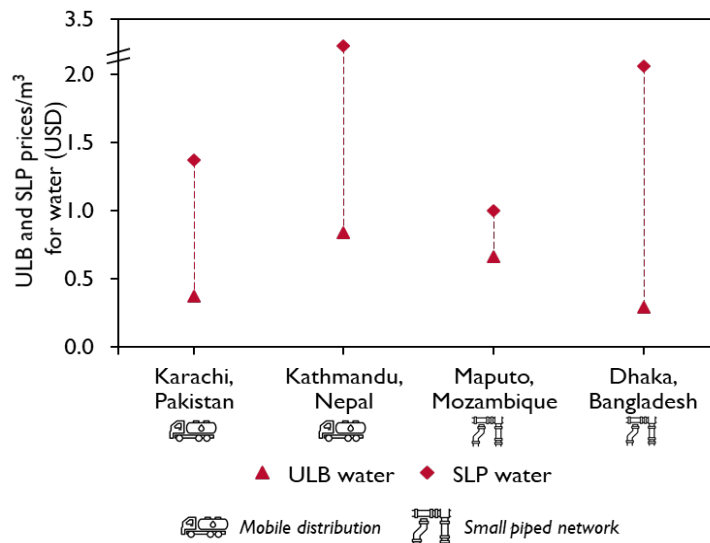 3.5
2.0
1.5
1.0
0.5
0.0
ULB and SLP prices/m³
for water (USD)
Karachi,
Pakistan
Kathmandu,
Nepal
Maputo,
Mozambique
Dhaka,
Bangladesh
ULB water
SLP water
Mobile distribution
Small piped network